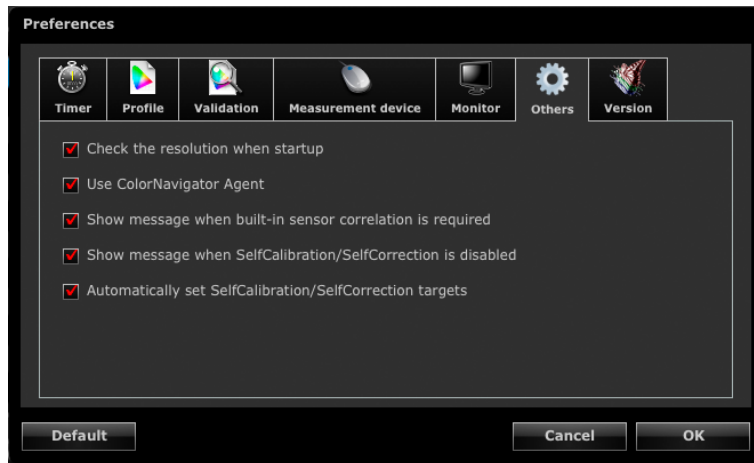 Preferences
Timer
Profile
Validation
Measurement device
Monitor
Others
Version
Check the resolution when startup
Use ColorNavigator Agent
Show message when built-in sensor correlation is required
Show message when SelfCalibration/SelfCorrection is disabled
Automatically set SelfCalibration/SelfCorrection targets
Default
Cancel
OK